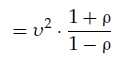 = υ² · (1 + ρ) / (1 − ρ)